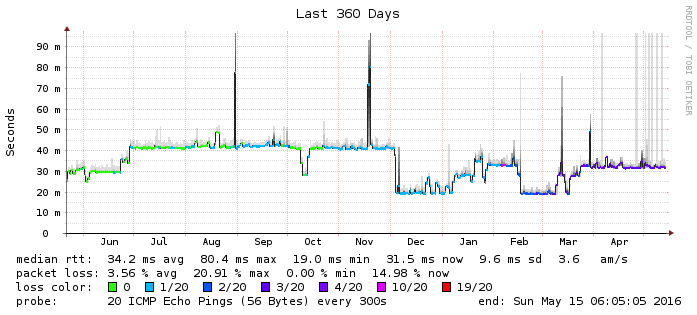 Last 360 Days
RRDTOOL / TOBI OETIKER
Seconds
90 m
80 m
70 m
60 m
50 m
40 m
30 m
20 m
10 m
0
Jun Jul Aug Sep Oct Nov Dec Jan Feb Mar Apr
median rtt: 34.2 ms avg 80.4 ms max 19.0 ms min 31.5 ms now 9.6 ms sd 3.6 am/s
packet loss: 3.56 % avg 20.91 % max 0.00 % min 14.98 % now
loss color: 0 1/20 2/20 3/20 4/20 10/20 19/20
probe: 20 ICMP Echo Pings (56 Bytes) every 300s end: Sun May 15 06:05:05 2016